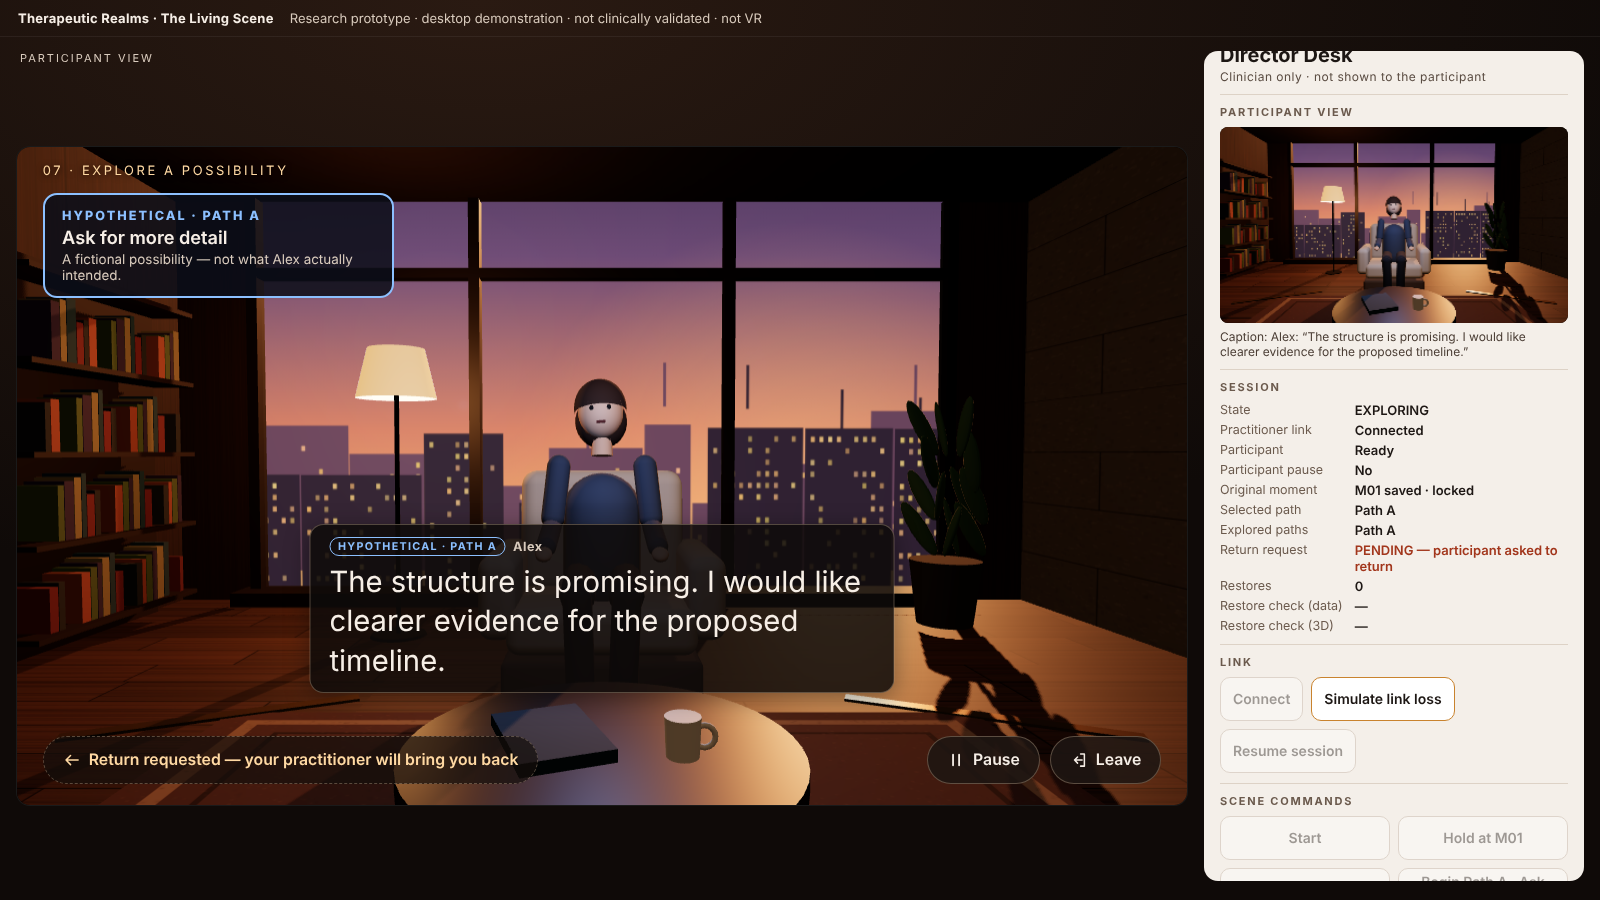 Therapeutic Realms · The Living Scene Research prototype · desktop demonstration · not clinically validated · not VR
PARTICIPANT VIEW
07 · EXPLORE A POSSIBILITY
HYPOTHETICAL · PATH A
Ask for more detail
A fictional possibility — not what Alex actually
intended.
HYPOTHETICAL · PATH A Alex
The structure is promising. I would like
clearer evidence for the proposed
timeline.
Return requested — your practitioner will bring you back
Pause
Leave
Director Desk
Clinician only · not shown to the participant
PARTICIPANT VIEW
Caption: Alex: “The structure is promising. I would like
clearer evidence for the proposed timeline.”
SESSION
State EXPLORING
Practitioner link Connected
Participant Ready
Participant pause No
Original moment M01 saved · locked
Selected path Path A
Explored paths Path A
Return request PENDING — participant asked to
return
Restores 0
Restore check (data) —
Restore check (3D) —
LINK
Connect Simulate link loss
Resume session
SCENE COMMANDS
Start Hold at M01
Begin Path A · Ask